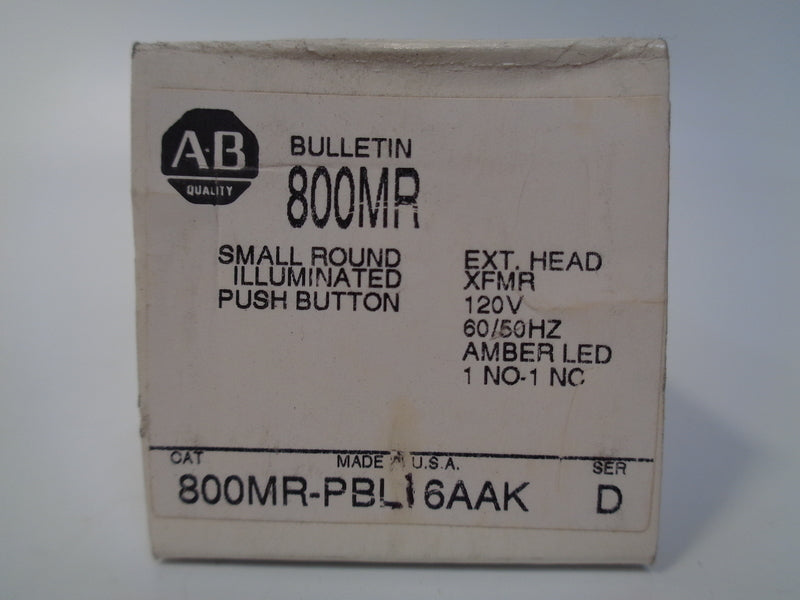 A-B
QUALITY
BULLETIN
800MR
SMALL ROUND
ILLUMINATED
PUSH BUTTON
EXT. HEAD
XFMR
120V
60/50HZ
AMBER LED
1 NO-1 NC
CAT
MADE IN U.S.A.
SER
800MR-PBL16AAK
D